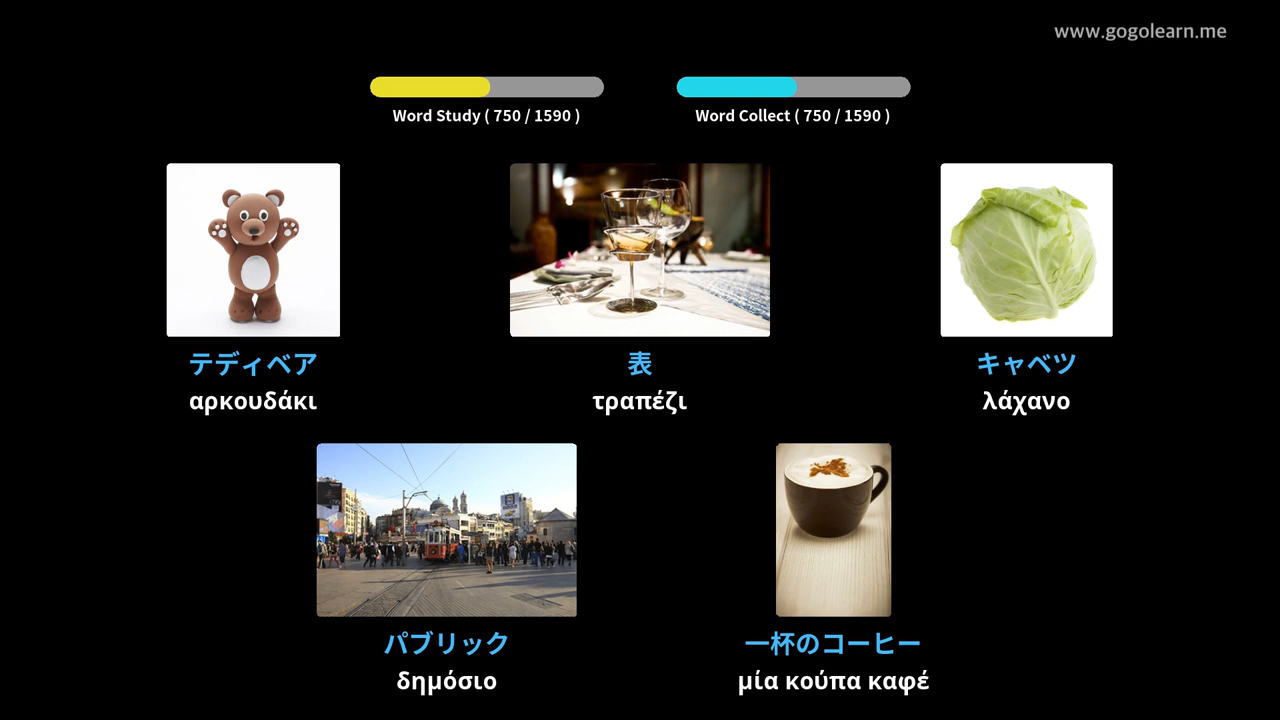 www.gogolearn.me
Word Study ( 750 / 1590 )
Word Collect ( 750 / 1590 )
テディベア
αρκουδάκι
表
τραπέζι
キャベツ
λάχανο
パブリック
δημόσιο
一杯のコーヒー
μία κούπα καφέ